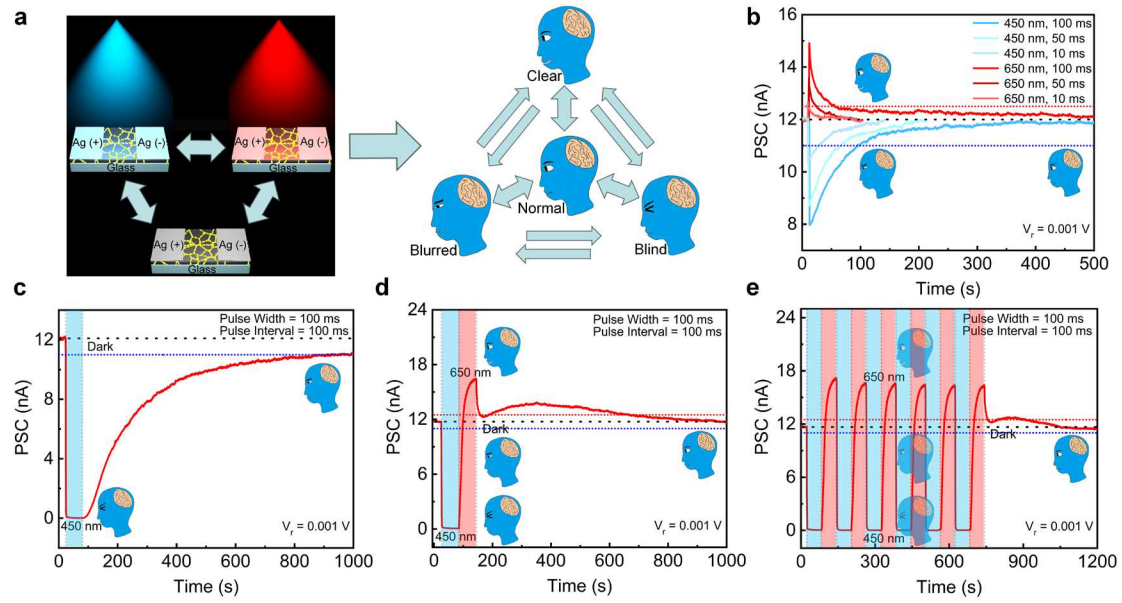 a
Ag (+)
Ag (-)
Glass
Ag (+)
Ag (-)
Glass
Ag (+)
Ag (-)
Glass
Clear
Normal
Blurred
Blind
b
PSC (nA)
16
14
12
10
8
450 nm, 100 ms
450 nm, 50 ms
450 nm, 10 ms
650 nm, 100 ms
650 nm, 50 ms
650 nm, 10 ms
Vr = 0.001 V
0 100 200 300 400 500
Time (s)
c
PSC (nA)
12
8
4
0
Pulse Width = 100 ms
Pulse Interval = 100 ms
Dark
450 nm
Vr = 0.001 V
0 200 400 600 800 1000
Time (s)
d
PSC (nA)
24
18
12
6
0
Pulse Width = 100 ms
Pulse Interval = 100 ms
650 nm
Dark
450 nm
Vr = 0.001 V
0 200 400 600 800 1000
Time (s)
e
PSC (nA)
24
18
12
6
0
Pulse Width = 100 ms
Pulse Interval = 100 ms
650 nm
Dark
450 nm
Vr = 0.001 V
0 300 600 900 1200
Time (s)